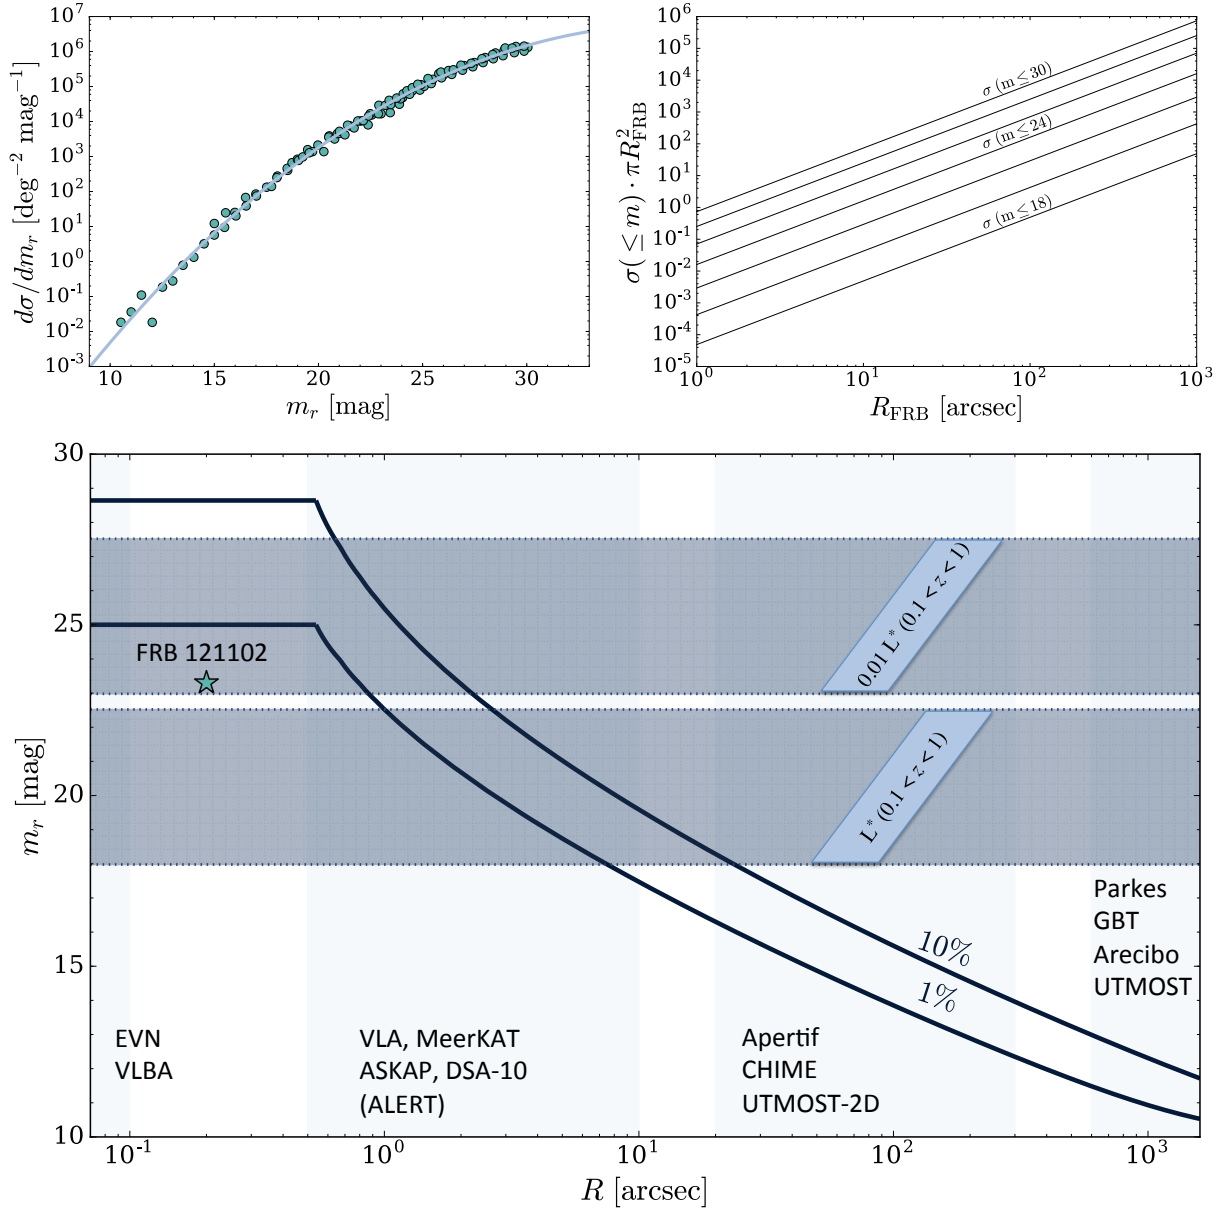 10^7
10^6
10^5
10^4
10^3
10^2
10^1
10^0
10^-1
10^-2
10^-3
dσ/dm_r [deg^-2 mag^-1]
10 15 20 25 30
m_r [mag]
10^6
10^5
10^4
10^3
10^2
10^1
10^0
10^-1
10^-2
10^-3
10^-4
10^-5
σ(≤ m) · πR^2_FRB
σ (m≤30)
σ (m≤24)
σ (m≤18)
10^0 10^1 10^2 10^3
R_FRB [arcsec]
30
25
20
15
10
m_r [mag]
FRB 121102
0.01 L* (0.1 < z < 1)
L* (0.1 < z < 1)
10%
1%
Parkes
GBT
Arecibo
UTMOST
EVN
VLBA
VLA, MeerKAT
ASKAP, DSA-10
(ALERT)
Apertif
CHIME
UTMOST-2D
10^-1 10^0 10^1 10^2 10^3
R [arcsec]